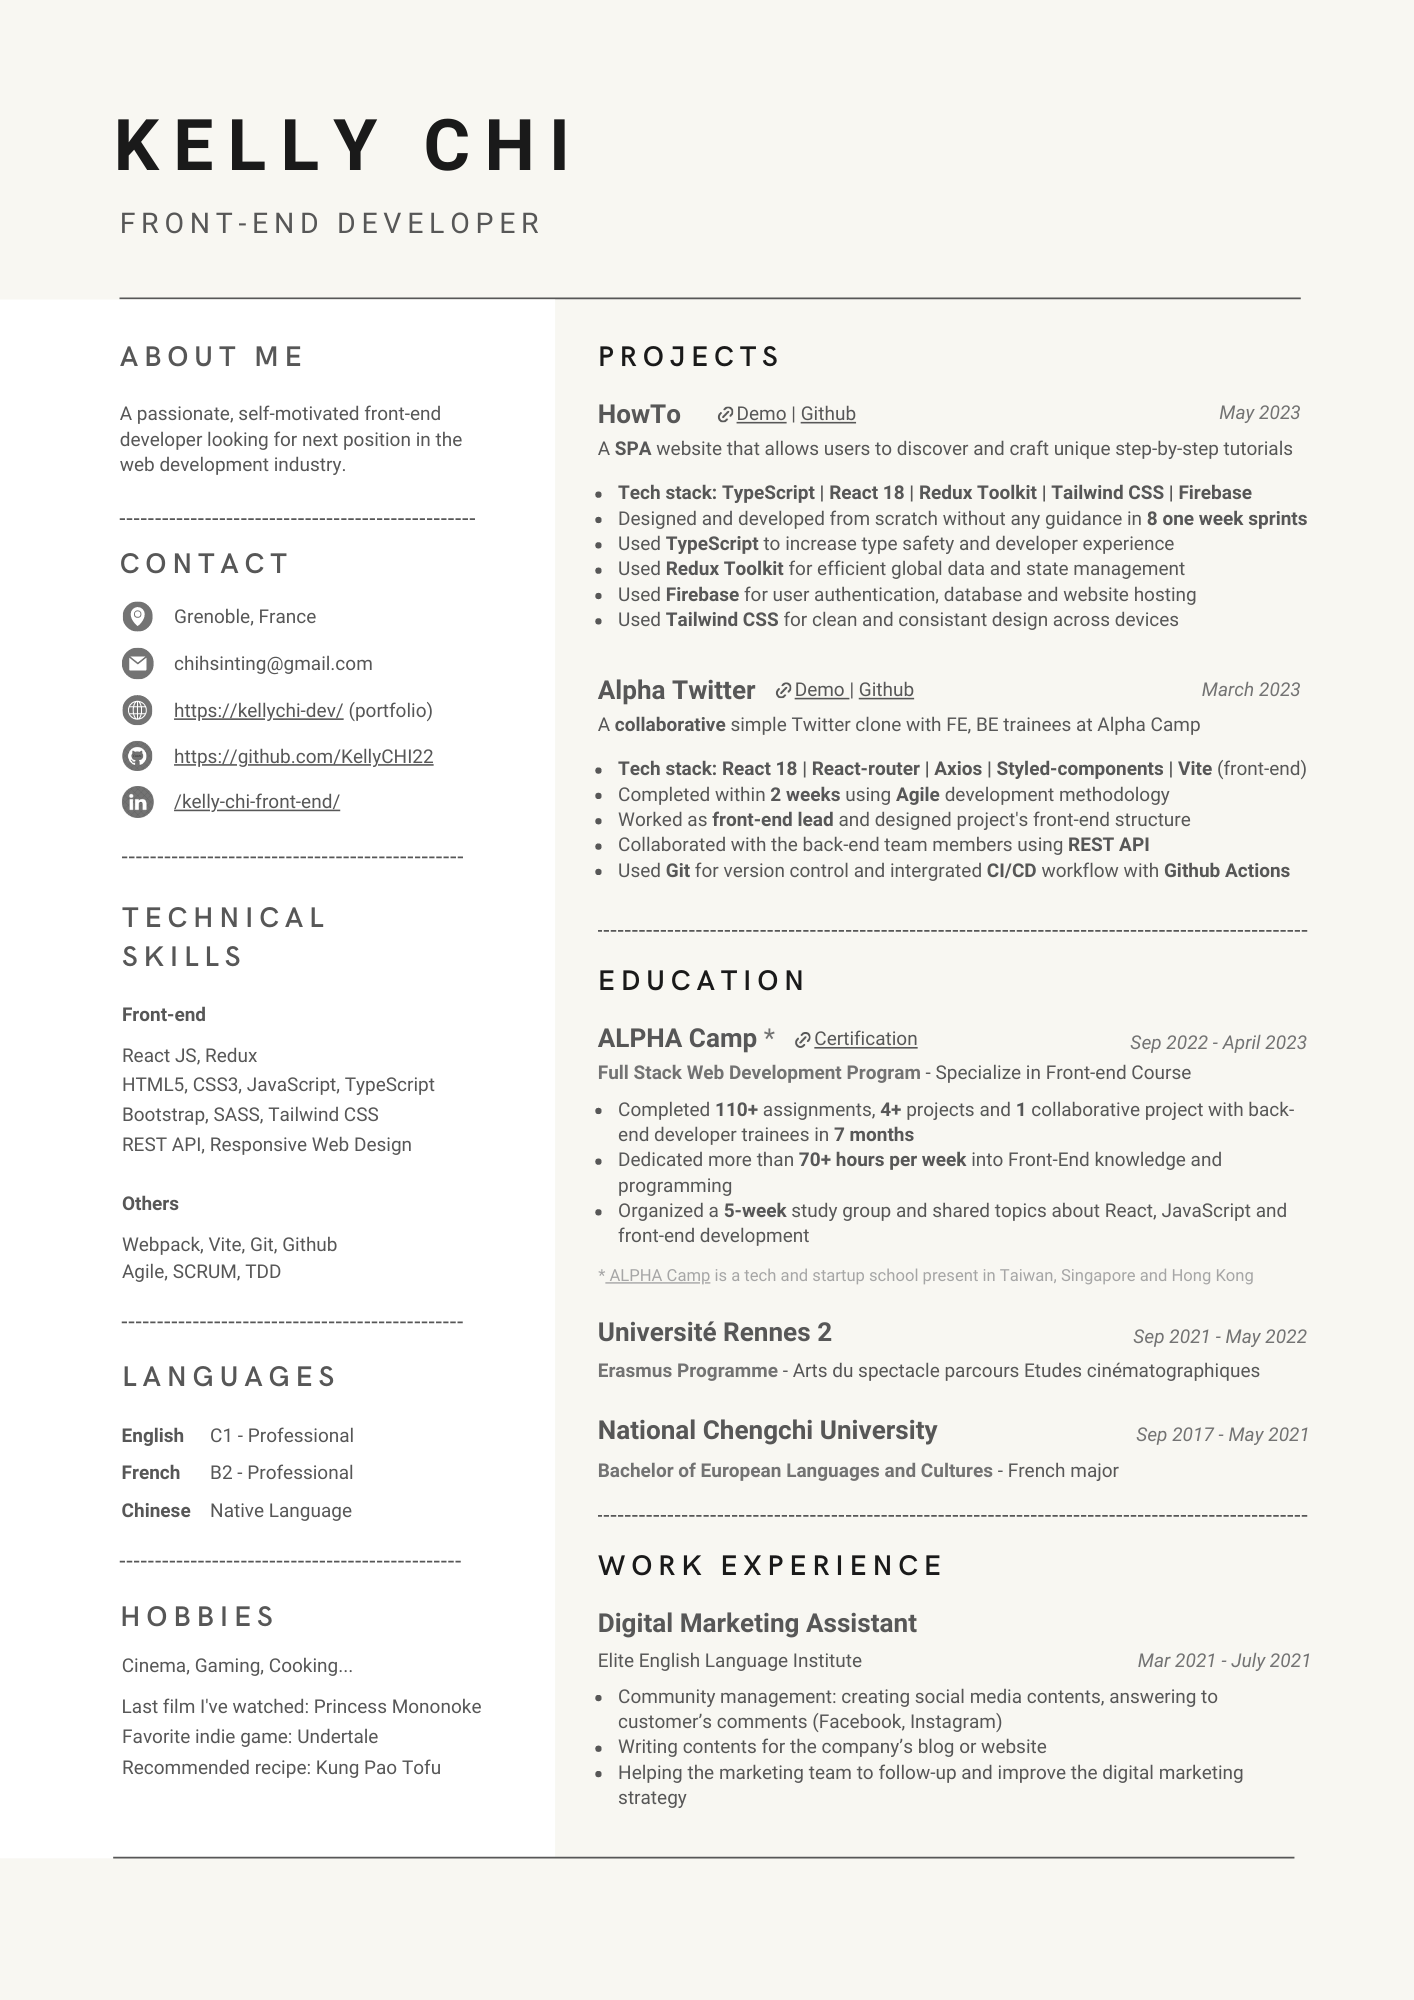 KELLY CHI
FRONT-END DEVELOPER
ABOUT ME
A passionate, self-motivated front-end
developer looking for next position in the
web development industry.
CONTACT
Grenoble, France
chihsinting@gmail.com
https://kellychi-dev/ (portfolio)
https://github.com/KellyCHI22
/kelly-chi-front-end/
TECHNICAL
SKILLS
Front-end
React JS, Redux
HTML5, CSS3, JavaScript, TypeScript
Bootstrap, SASS, Tailwind CSS
REST API, Responsive Web Design
Others
Webpack, Vite, Git, Github
Agile, SCRUM, TDD
LANGUAGES
English C1 - Professional
French B2 - Professional
Chinese Native Language
HOBBIES
Cinema, Gaming, Cooking...
Last film I've watched: Princess Mononoke
Favorite indie game: Undertale
Recommended recipe: Kung Pao Tofu
PROJECTS
HowTo Demo | Github May 2023
A SPA website that allows users to discover and craft unique step-by-step tutorials
• Tech stack: TypeScript | React 18 | Redux Toolkit | Tailwind CSS | Firebase
• Designed and developed from scratch without any guidance in 8 one week sprints
• Used TypeScript to increase type safety and developer experience
• Used Redux Toolkit for efficient global data and state management
• Used Firebase for user authentication, database and website hosting
• Used Tailwind CSS for clean and consistant design across devices
Alpha Twitter Demo | Github March 2023
A collaborative simple Twitter clone with FE, BE trainees at Alpha Camp
• Tech stack: React 18 | React-router | Axios | Styled-components | Vite (front-end)
• Completed within 2 weeks using Agile development methodology
• Worked as front-end lead and designed project's front-end structure
• Collaborated with the back-end team members using REST API
• Used Git for version control and intergrated CI/CD workflow with Github Actions
EDUCATION
ALPHA Camp * Certification Sep 2022 - April 2023
Full Stack Web Development Program - Specialize in Front-end Course
• Completed 110+ assignments, 4+ projects and 1 collaborative project with back-
end developer trainees in 7 months
• Dedicated more than 70+ hours per week into Front-End knowledge and
programming
• Organized a 5-week study group and shared topics about React, JavaScript and
front-end development
* ALPHA Camp is a tech and startup school present in Taiwan, Singapore and Hong Kong
Université Rennes 2 Sep 2021 - May 2022
Erasmus Programme - Arts du spectacle parcours Etudes cinématographiques
National Chengchi University Sep 2017 - May 2021
Bachelor of European Languages and Cultures - French major
WORK EXPERIENCE
Digital Marketing Assistant
Elite English Language Institute Mar 2021 - July 2021
• Community management: creating social media contents, answering to
customer’s comments (Facebook, Instagram)
• Writing contents for the company’s blog or website
• Helping the marketing team to follow-up and improve the digital marketing
strategy